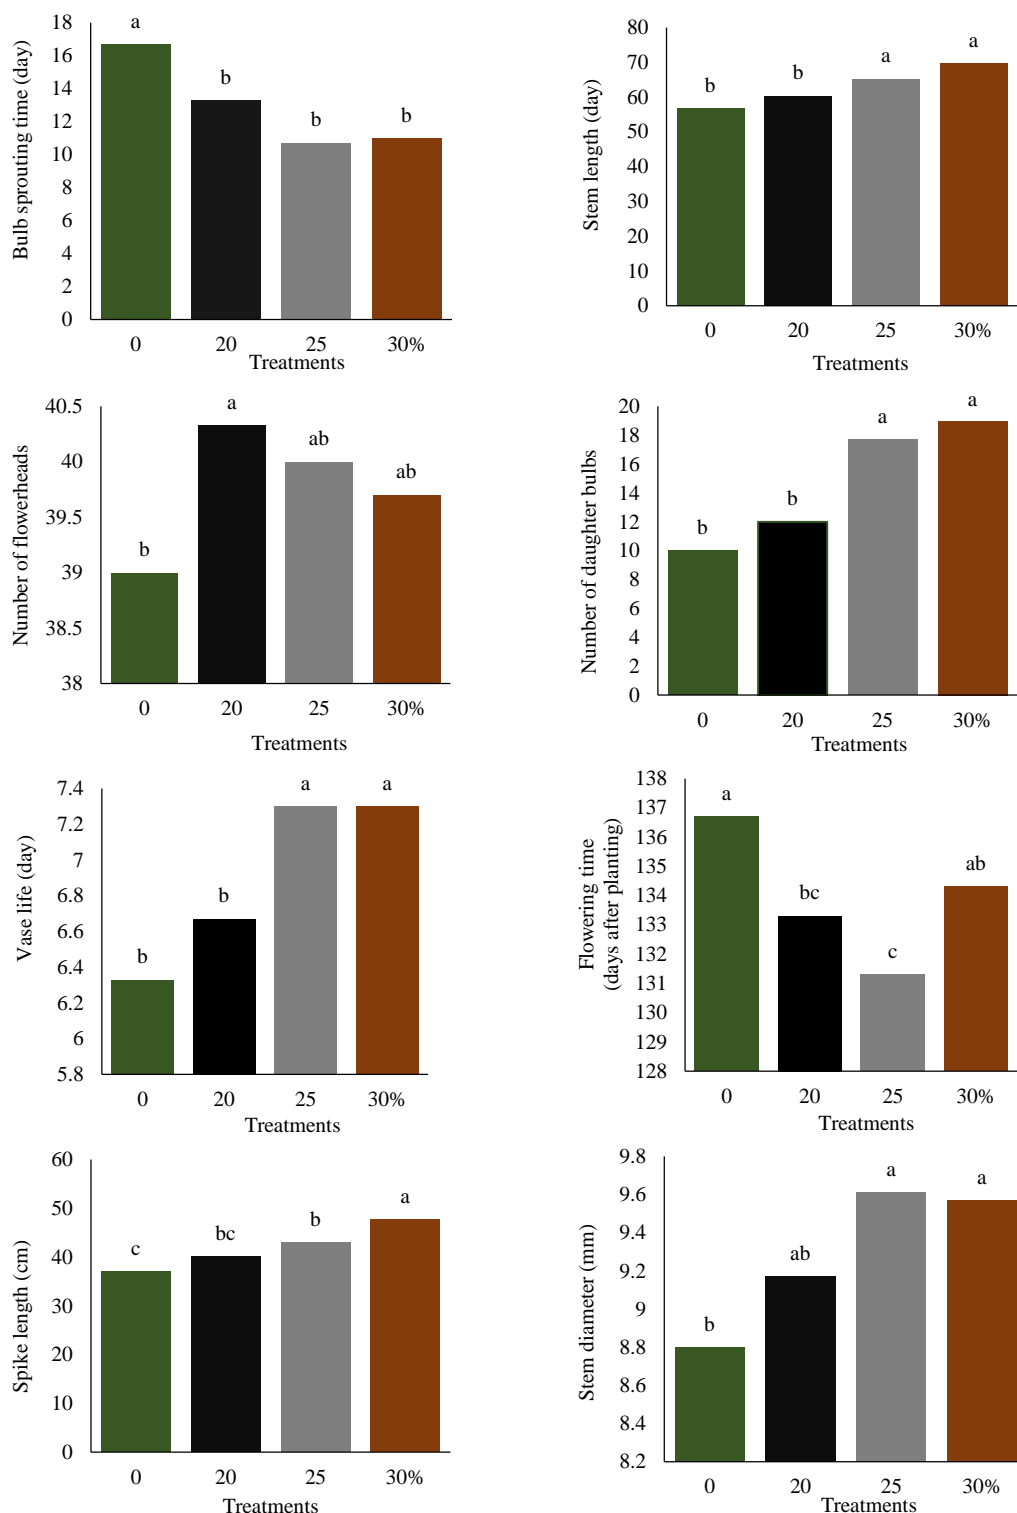 Bulb sprouting time (day)
18
16
14
12
10
8
6
4
2
0
a
b
b
b
0 20 25 30%
Treatments
Stem length (day)
80
70
60
50
40
30
20
10
0
b
b
a
a
0 20 25 30%
Treatments
Number of flowerheads
40.5
40
39.5
39
38.5
38
b
a
ab
ab
0 20 25 30%
Treatments
Number of daughter bulbs
20
18
16
14
12
10
8
6
4
2
0
b
b
a
a
0 20 25 30%
Treatments
Vase life (day)
7.4
7.2
7
6.8
6.6
6.4
6.2
6
5.8
b
b
a
a
0 20 25 30%
Treatments
Flowering time
(days after planting)
138
137
136
135
134
133
132
131
130
129
128
a
bc
c
ab
0 20 25 30%
Treatments
Spike length (cm)
60
50
40
30
20
10
0
c
bc
b
a
0 20 25 30%
Treatments
Stem diameter (mm)
9.8
9.6
9.4
9.2
9
8.8
8.6
8.4
8.2
b
ab
a
a
0 20 25 30%
Treatments